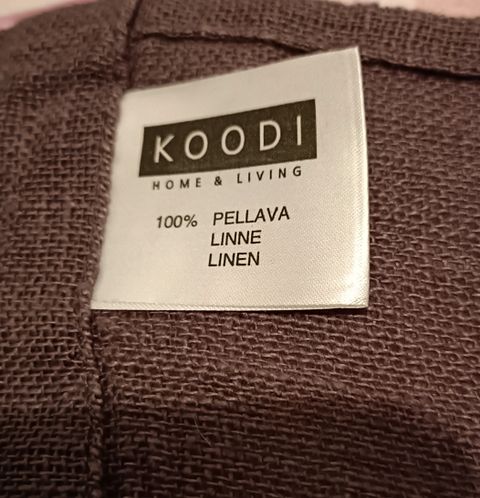 KOODI
HOME & LIVING
100% PELLAVA
LINNE
LINEN